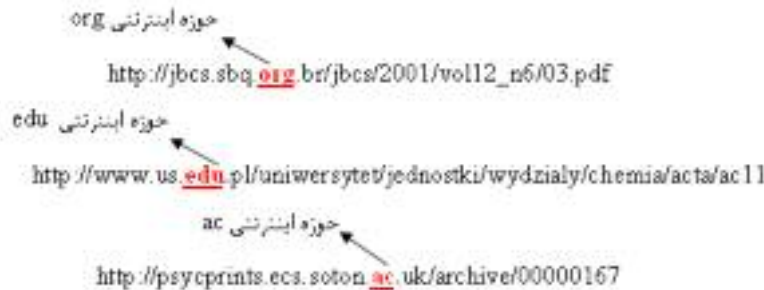 حوزه اینترنتی org
http://jbcs.sbq.org.br/jbcs/2001/vol12_n6/03.pdf
حوزه اینترنتی edu
http://www.us.edu.pl/uniwersytet/jednostki/wydzialy/chemia/acta/ac11
حوزه اینترنتی ac
http://psycprints.ecs.soton.ac.uk/archive/00000167